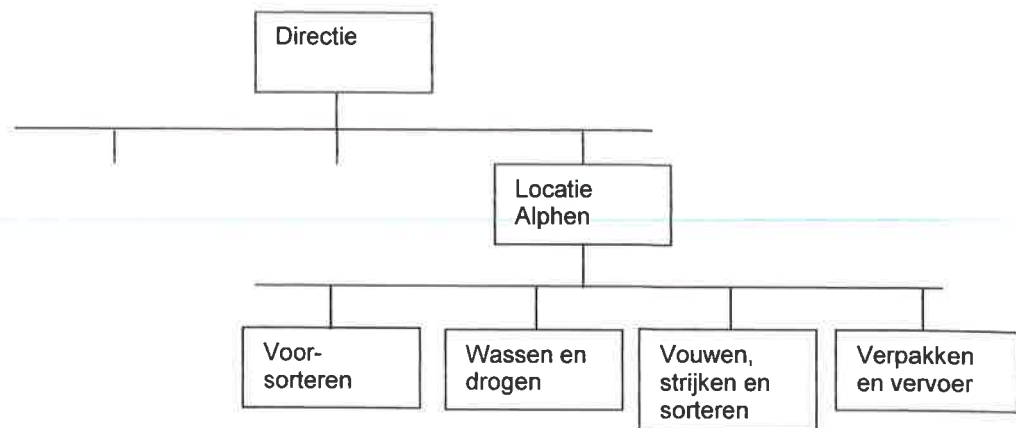 Directie
Locatie
Alphen
Voor-
sorteren
Wassen en
drogen
Vouwen,
strijken en
sorteren
Verpakken
en vervoer